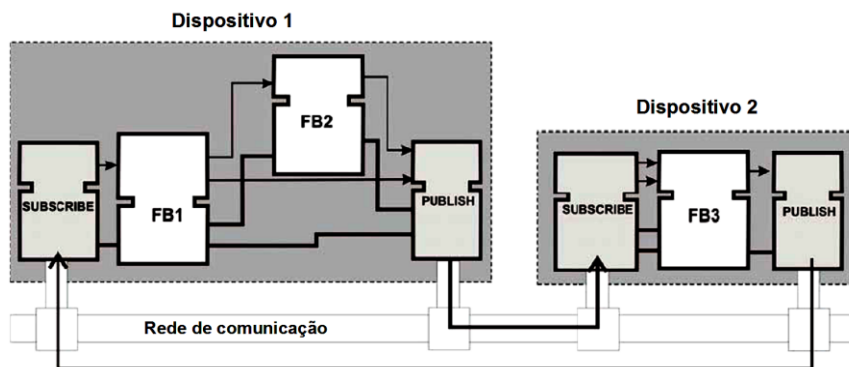 Dispositivo 1
FB2
Dispositivo 2
SUBSCRIBE
FB1
PUBLISH
SUBSCRIBE
FB3
PUBLISH
Rede de comunicação